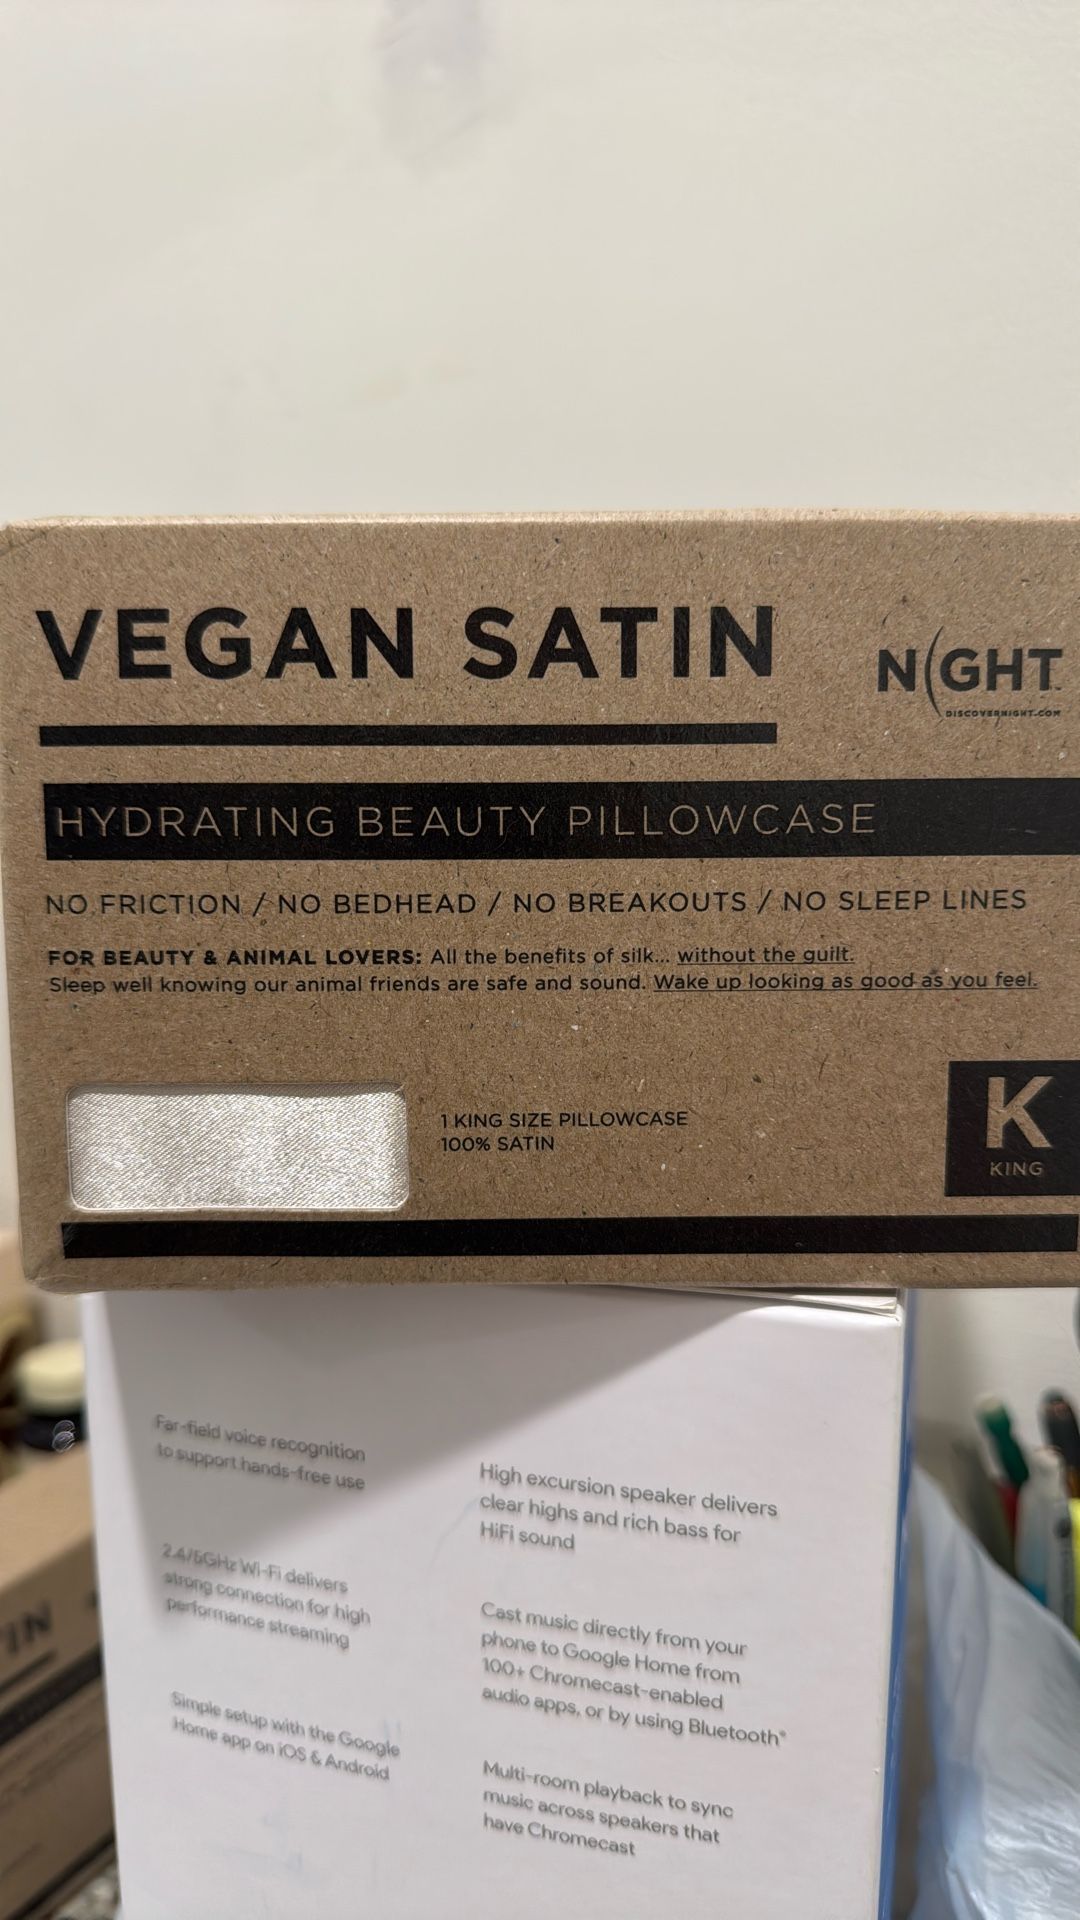 VEGAN SATIN
N(GHT™
DISCOVERNIGHT.COM
HYDRATING BEAUTY PILLOWCASE
NO FRICTION / NO BEDHEAD / NO BREAKOUTS / NO SLEEP LINES
FOR BEAUTY & ANIMAL LOVERS: All the benefits of silk... without the guilt.
Sleep well knowing our animal friends are safe and sound. Wake up looking as good as you feel.
1 KING SIZE PILLOWCASE
100% SATIN
K
KING
Far-field voice recognition
to support hands-free use
2.4/5GHz Wi-Fi delivers
strong connection for high
performance streaming
Simple setup with the Google
Home app on iOS & Android
High excursion speaker delivers
clear highs and rich bass for
HiFi sound
Cast music directly from your
phone to Google Home from
100+ Chromecast-enabled
audio apps, or by using Bluetooth®
Multi-room playback to sync
music across speakers that
have Chromecast
TIN